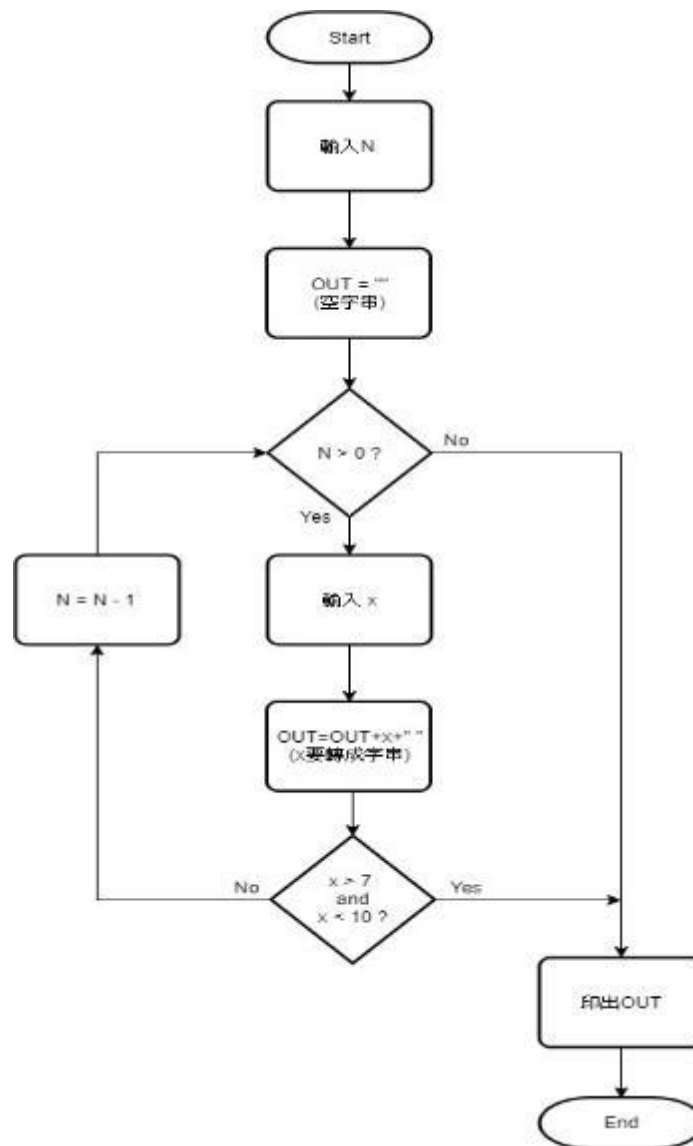 Start
輸入N
OUT = ""
(空字串)
N > 0 ?
No
Yes
N = N - 1
輸入 x
OUT=OUT+x+" "
(x要轉成字串)
No
x > 7
and
x < 10 ?
Yes
印出OUT
End